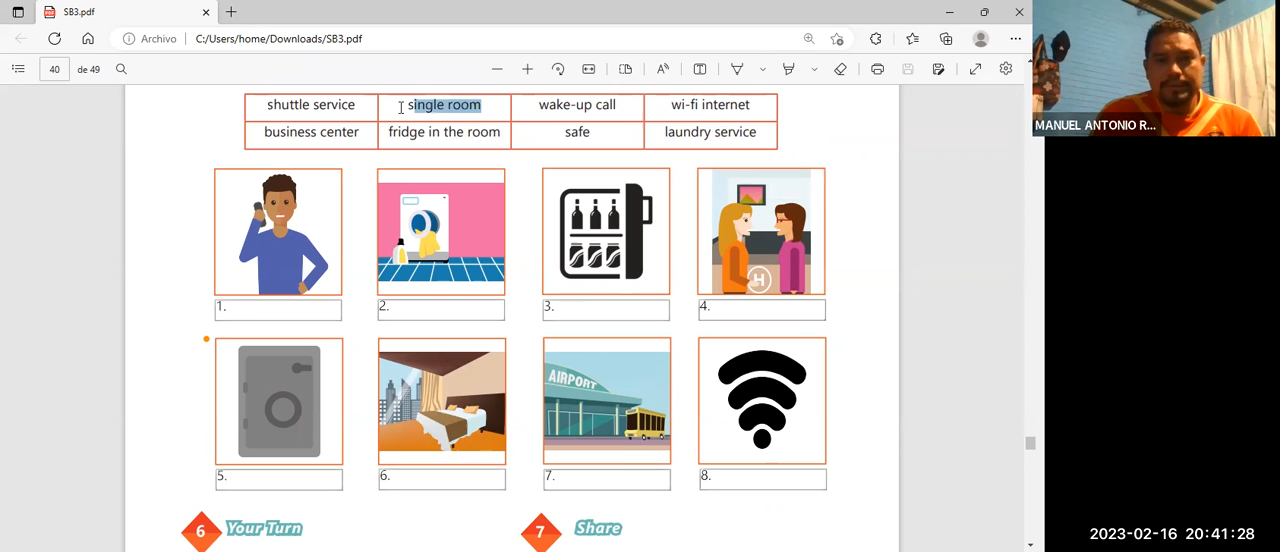 SB3.pdf
Archivo C:/Users/home/Downloads/SB3.pdf
40 de 49
shuttle service single room wake-up call wi-fi internet
business center fridge in the room safe laundry service
H
1. 2. 3. 4.
AIRPORT
5. 6. 7. 8.
6 Your Turn 7 Share
MANUEL ANTONIO R...
2023-02-16 20:41:28